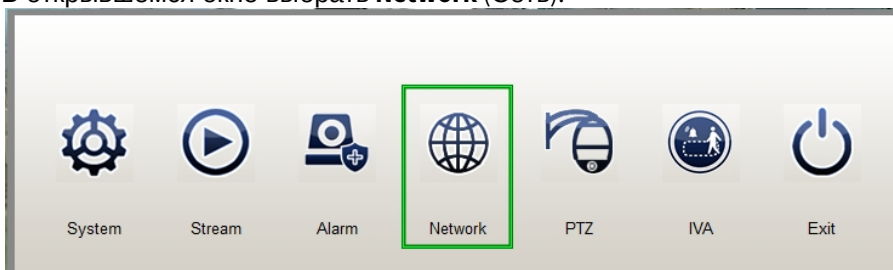 В открывшемся окне выбрать Network (Сеть).
System Stream Alarm Network PTZ IVA Exit